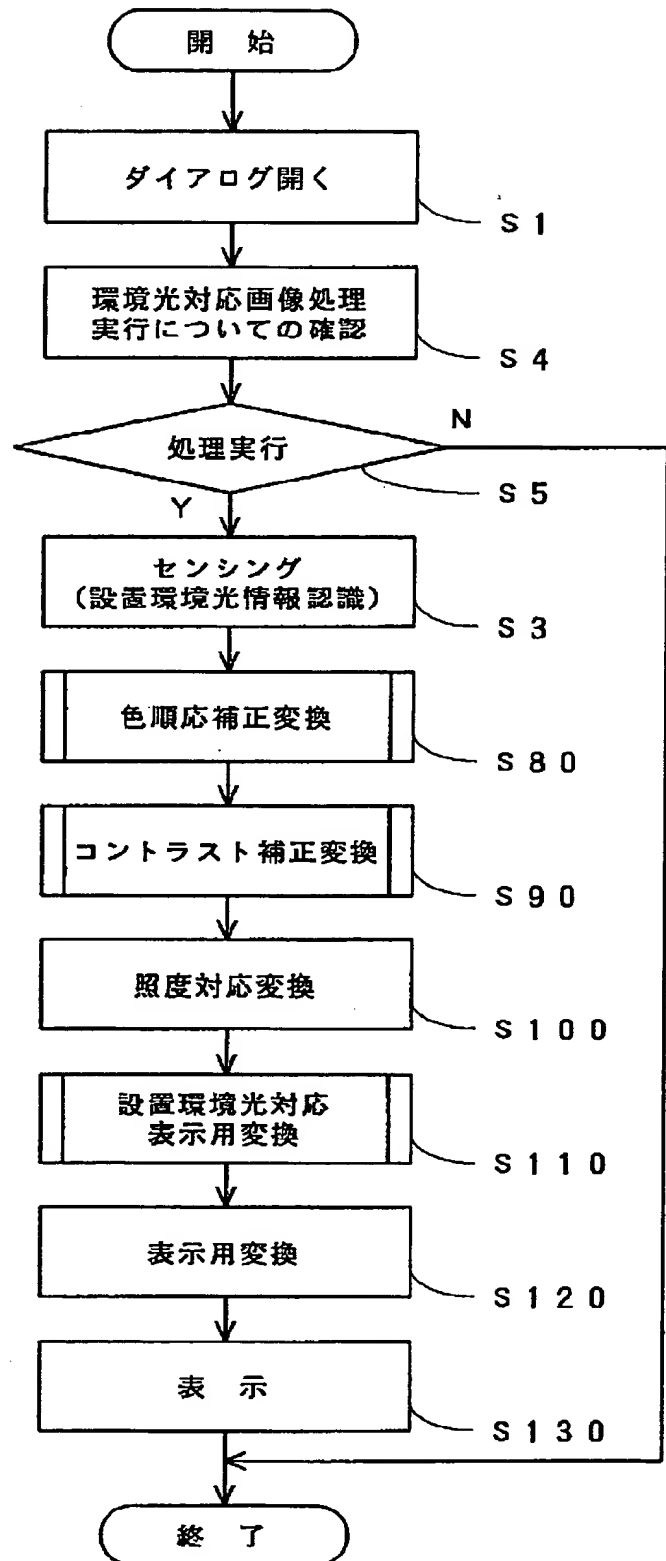 開 始
ダイアログ開く
S1
環境光対応画像処理
実行についての確認
S4
処理実行
N
S5
Y
センシング
(設置環境光情報認識)
S3
色順応補正変換
S80
コントラスト補正変換
S90
照度対応変換
S100
設置環境光対応
表示用変換
S110
表示用変換
S120
表 示
S130
終 了